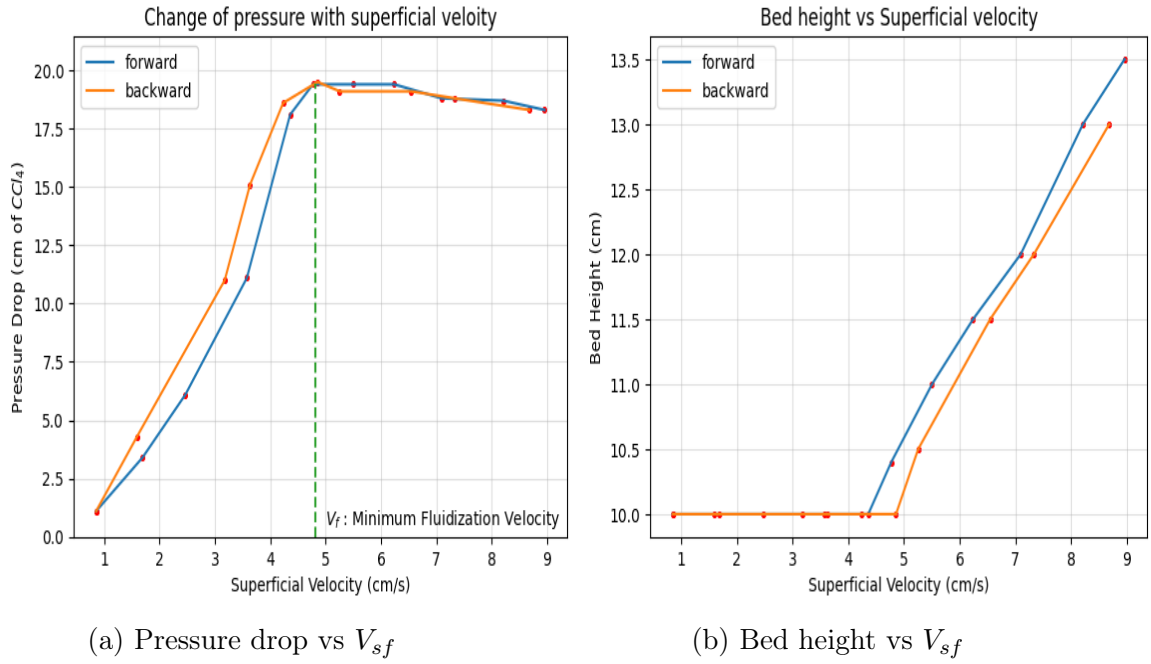 Change of pressure with superficial veloity
forward
backward
20.0
17.5
15.0
12.5
10.0
7.5
5.0
2.5
0.0
Pressure Drop (cm of CCl₄)
V_f : Minimum Fluidization Velocity
1 2 3 4 5 6 7 8 9
Superficial Velocity (cm/s)
(a) Pressure drop vs V_sf
Bed height vs Superficial velocity
forward
backward
13.5
13.0
12.5
12.0
11.5
11.0
10.5
10.0
Bed Height (cm)
1 2 3 4 5 6 7 8 9
Superficial Velocity (cm/s)
(b) Bed height vs V_sf